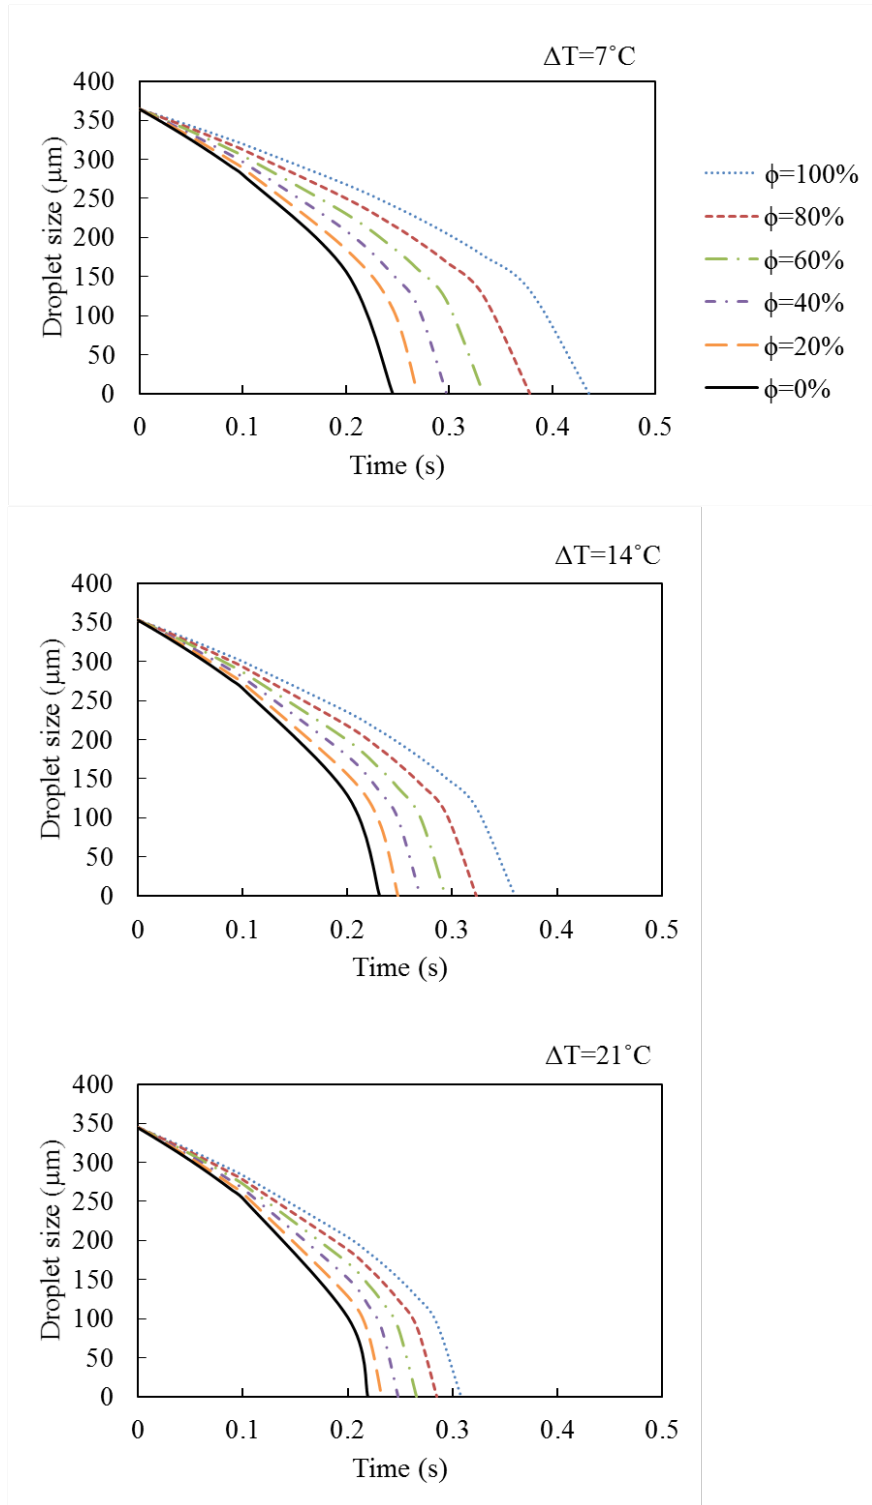 ΔT=7˚C
400
350
300
250
200
150
100
50
0
Droplet size (μm)
0 0.1 0.2 0.3 0.4 0.5
Time (s)
ϕ=100%
ϕ=80%
ϕ=60%
ϕ=40%
ϕ=20%
ϕ=0%
ΔT=14˚C
400
350
300
250
200
150
100
50
0
Droplet size (μm)
0 0.1 0.2 0.3 0.4 0.5
Time (s)
ΔT=21˚C
400
350
300
250
200
150
100
50
0
Droplet size (μm)
0 0.1 0.2 0.3 0.4 0.5
Time (s)